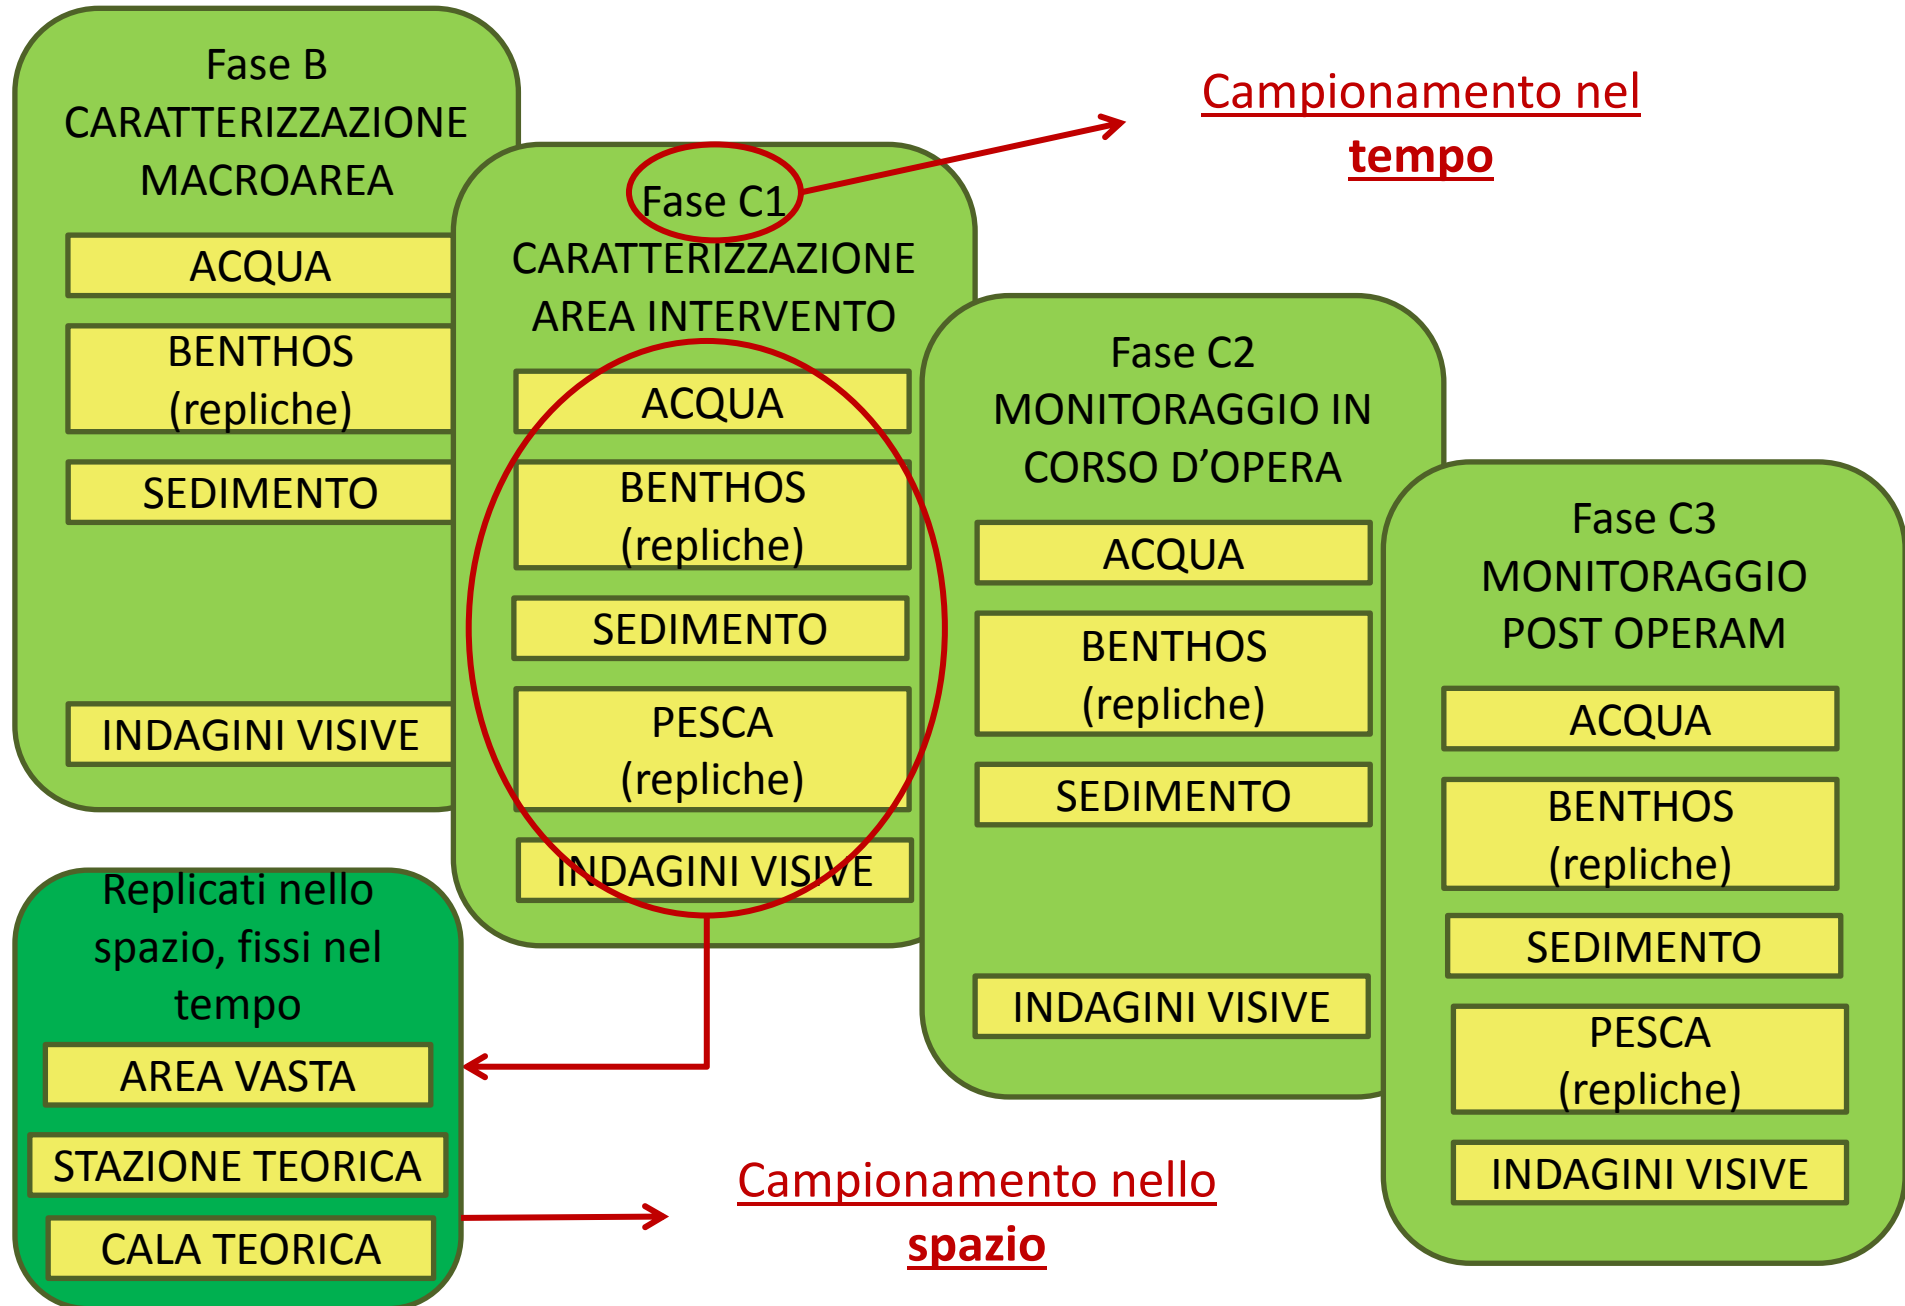 Fase B
CARATTERIZZAZIONE
MACROAREA
ACQUA
BENTHOS
(repliche)
SEDIMENTO
INDAGINI VISIVE
Fase C1
CARATTERIZZAZIONE
AREA INTERVENTO
ACQUA
BENTHOS
(repliche)
SEDIMENTO
PESCA
(repliche)
INDAGINI VISIVE
Campionamento nel
tempo
Fase C2
MONITORAGGIO IN
CORSO D’OPERA
ACQUA
BENTHOS
(repliche)
SEDIMENTO
INDAGINI VISIVE
Fase C3
MONITORAGGIO
POST OPERAM
ACQUA
BENTHOS
(repliche)
SEDIMENTO
PESCA
(repliche)
INDAGINI VISIVE
Replicati nello
spazio, fissi nel
tempo
AREA VASTA
STAZIONE TEORICA
CALA TEORICA
Campionamento nello
spazio